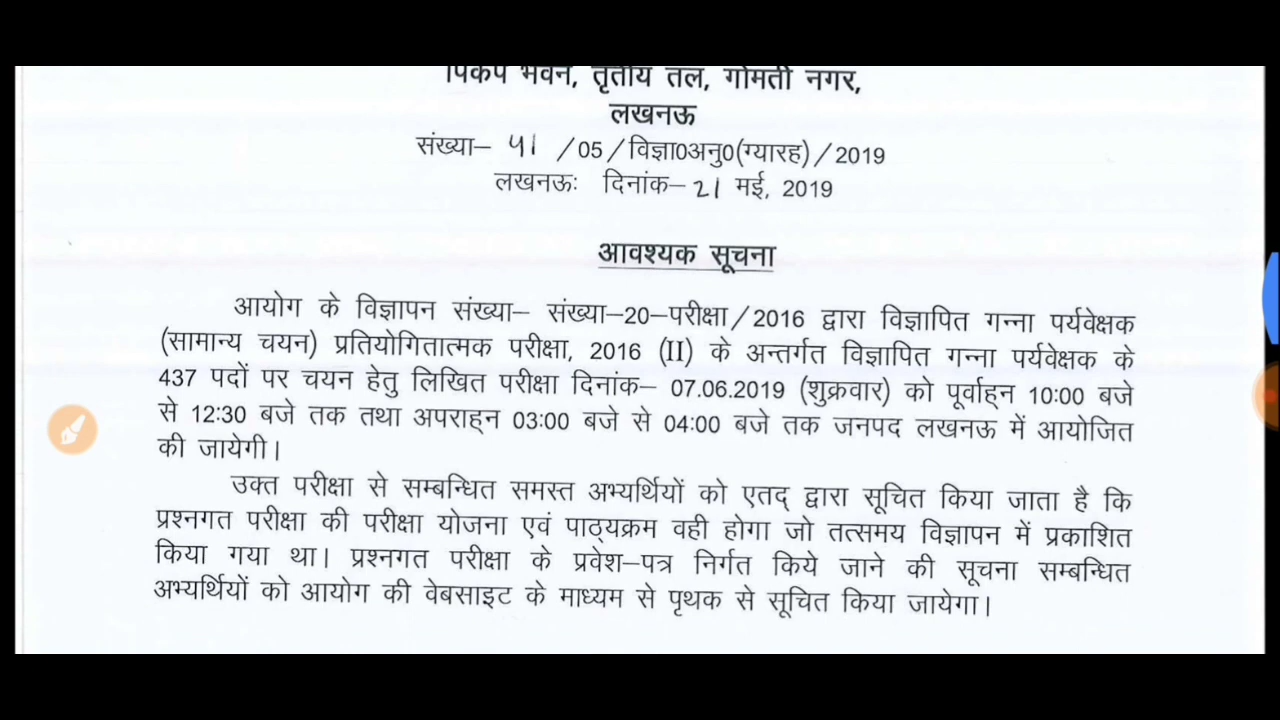 पिकप भवन, तृतीय तल, गोमती नगर,
लखनऊ
संख्या– 41 /05/विज्ञा0अनु0(ग्यारह)/2019
लखनऊः दिनांक– 21 मई, 2019
आवश्यक सूचना
आयोग के विज्ञापन संख्या– संख्या–20–परीक्षा/2016 द्वारा विज्ञापित गन्ना पर्यवेक्षक
(सामान्य चयन) प्रतियोगितात्मक परीक्षा, 2016 (II) के अन्तर्गत विज्ञापित गन्ना पर्यवेक्षक के
437 पदों पर चयन हेतु लिखित परीक्षा दिनांक– 07.06.2019 (शुक्रवार) को पूर्वाह्न 10:00 बजे
से 12:30 बजे तक तथा अपराह्न 03:00 बजे से 04:00 बजे तक जनपद लखनऊ में आयोजित
की जायेगी।
उक्त परीक्षा से सम्बन्धित समस्त अभ्यर्थियों को एतद् द्वारा सूचित किया जाता है कि
प्रश्नगत परीक्षा की परीक्षा योजना एवं पाठ्यक्रम वही होगा जो तत्समय विज्ञापन में प्रकाशित
किया गया था। प्रश्नगत परीक्षा के प्रवेश–पत्र निर्गत किये जाने की सूचना सम्बन्धित
अभ्यर्थियों को आयोग की वेबसाइट के माध्यम से पृथक से सूचित किया जायेगा।